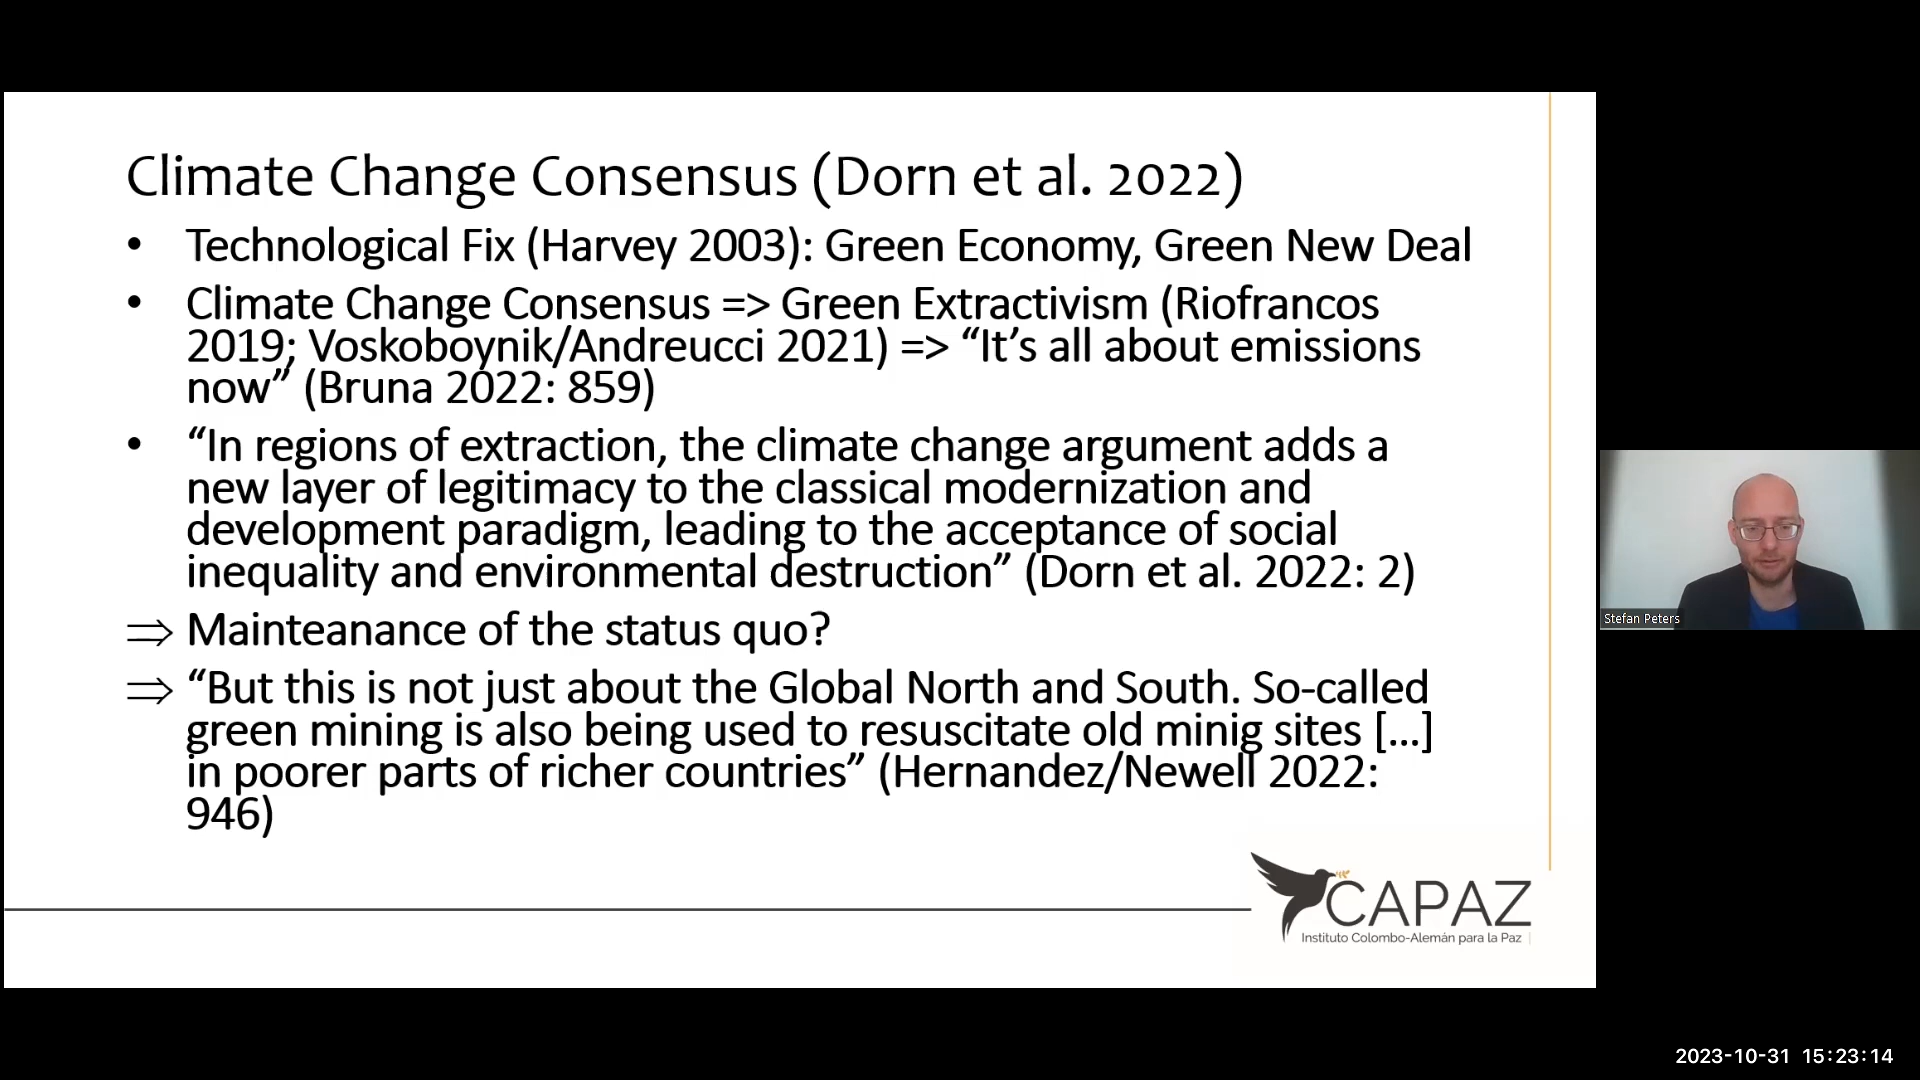 Climate Change Consensus (Dorn et al. 2022)
• Technological Fix (Harvey 2003): Green Economy, Green New Deal
• Climate Change Consensus => Green Extractivism (Riofrancos
2019; Voskoboynik/Andreucci 2021) => “It’s all about emissions
now” (Bruna 2022: 859)
• “In regions of extraction, the climate change argument adds a
new layer of legitimacy to the classical modernization and
development paradigm, leading to the acceptance of social
inequality and environmental destruction” (Dorn et al. 2022: 2)
⇒ Mainteanance of the status quo?
⇒ “But this is not just about the Global North and South. So-called
green mining is also being used to resuscitate old minig sites [...]
in poorer parts of richer countries” (Hernandez/Newell 2022:
946)
CAPAZ
Instituto Colombo-Alemán para la Paz
Stefan Peters
2023-10-31 15:23:14